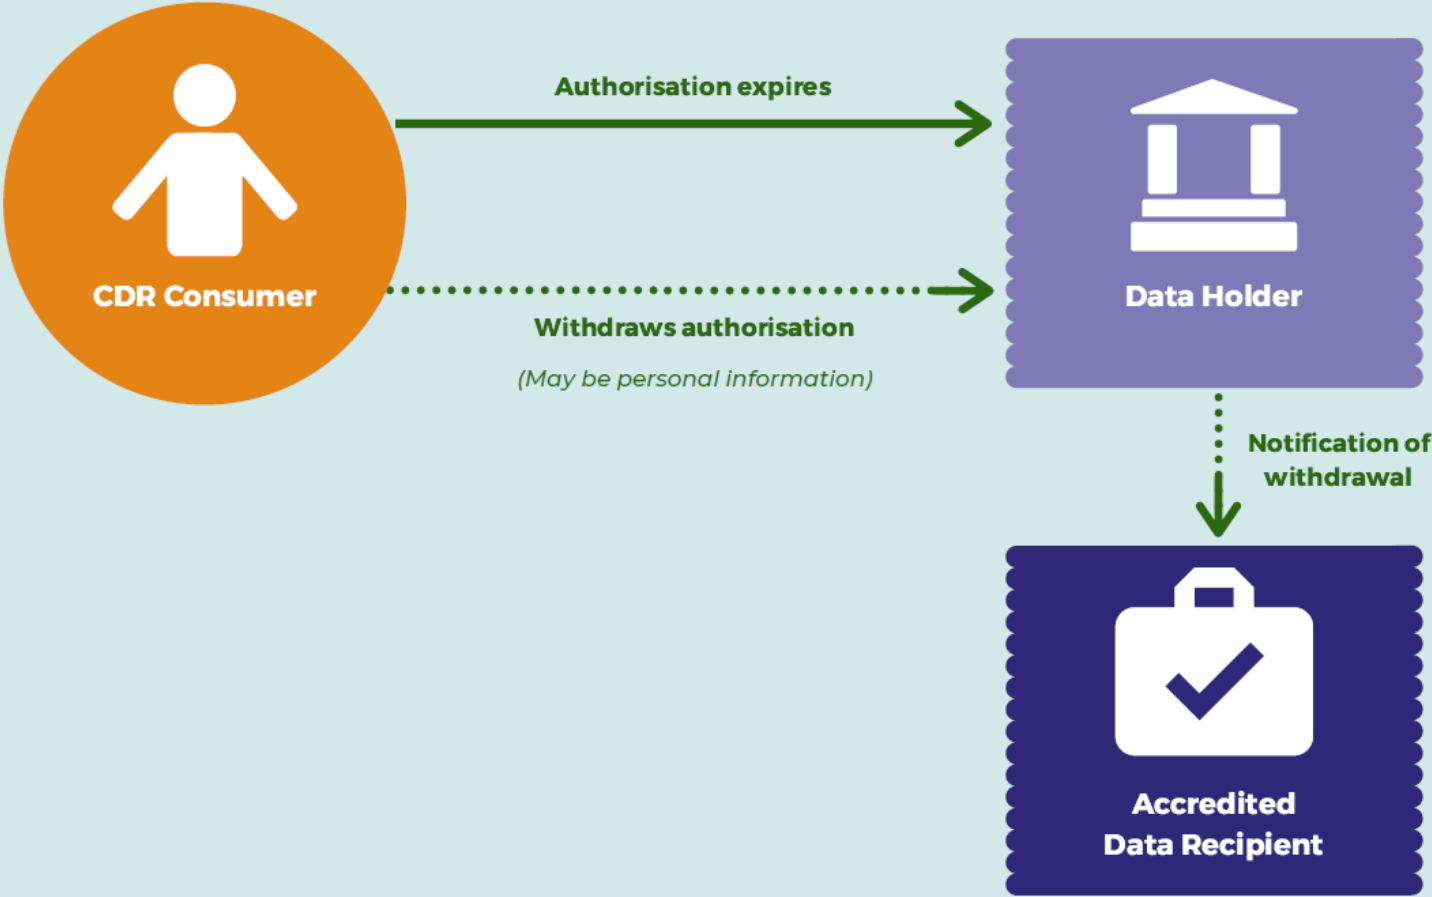 Authorisation expires
CDR Consumer
Data Holder
Withdraws authorisation
(May be personal information)
Notification of
withdrawal
Accredited
Data Recipient